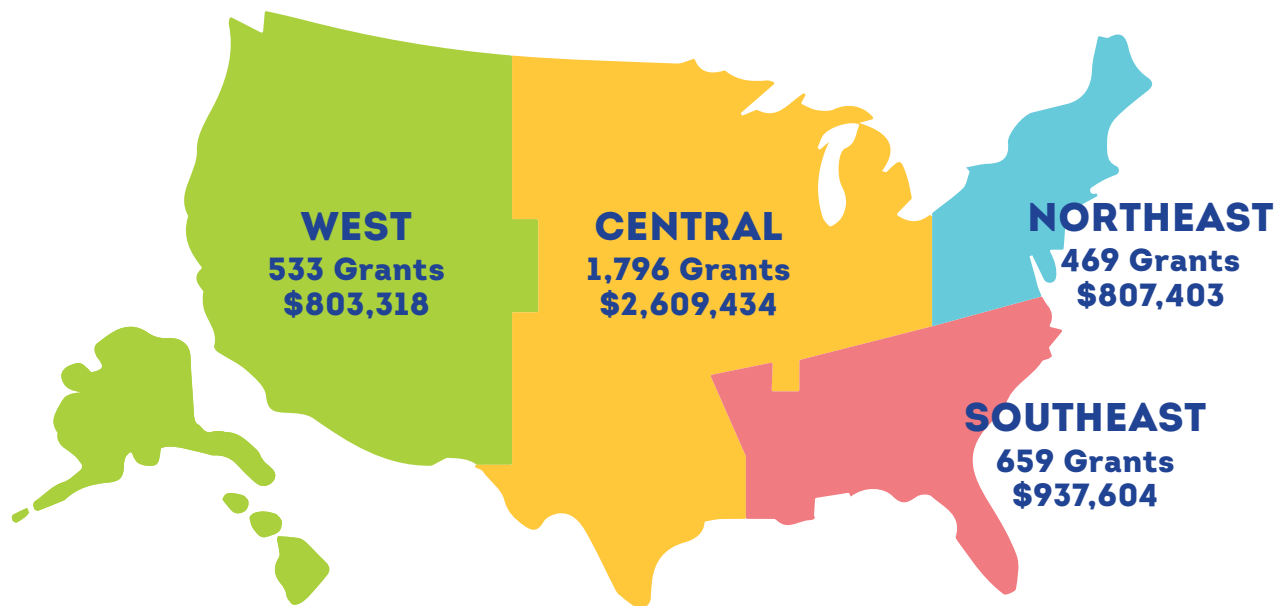 WEST
533 Grants
$803,318
CENTRAL
1,796 Grants
$2,609,434
NORTHEAST
469 Grants
$807,403
SOUTHEAST
659 Grants
$937,604